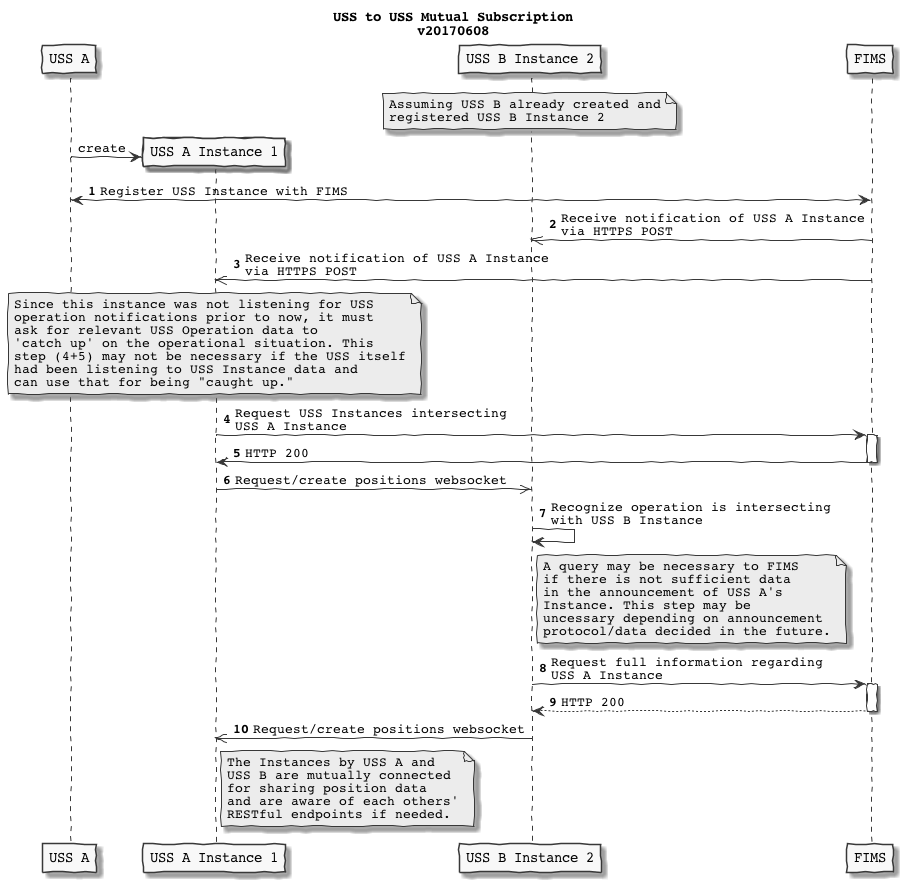 USS to USS Mutual Subscription
v20170608
USS A
USS B Instance 2
FIMS
Assuming USS B already created and
registered USS B Instance 2
create
USS A Instance 1
1 Register USS Instance with FIMS
2 Receive notification of USS A Instance
via HTTPS POST
3 Receive notification of USS A Instance
via HTTPS POST
Since this instance was not listening for USS
operation notifications prior to now, it must
ask for relevant USS Operation data to
'catch up' on the operational situation. This
step (4+5) may not be necessary if the USS itself
had been listening to USS Instance data and
can use that for being "caught up."
4 Request USS Instances intersecting
USS A Instance
5 HTTP 200
6 Request/create positions websocket
7 Recognize operation is intersecting
with USS B Instance
A query may be necessary to FIMS
if there is not sufficient data
in the announcement of USS A's
Instance. This step may be
uncessary depending on announcement
protocol/data decided in the future.
8 Request full information regarding
USS A Instance
9 HTTP 200
10 Request/create positions websocket
The Instances by USS A and
USS B are mutually connected
for sharing position data
and are aware of each others'
RESTful endpoints if needed.
USS A
USS A Instance 1
USS B Instance 2
FIMS